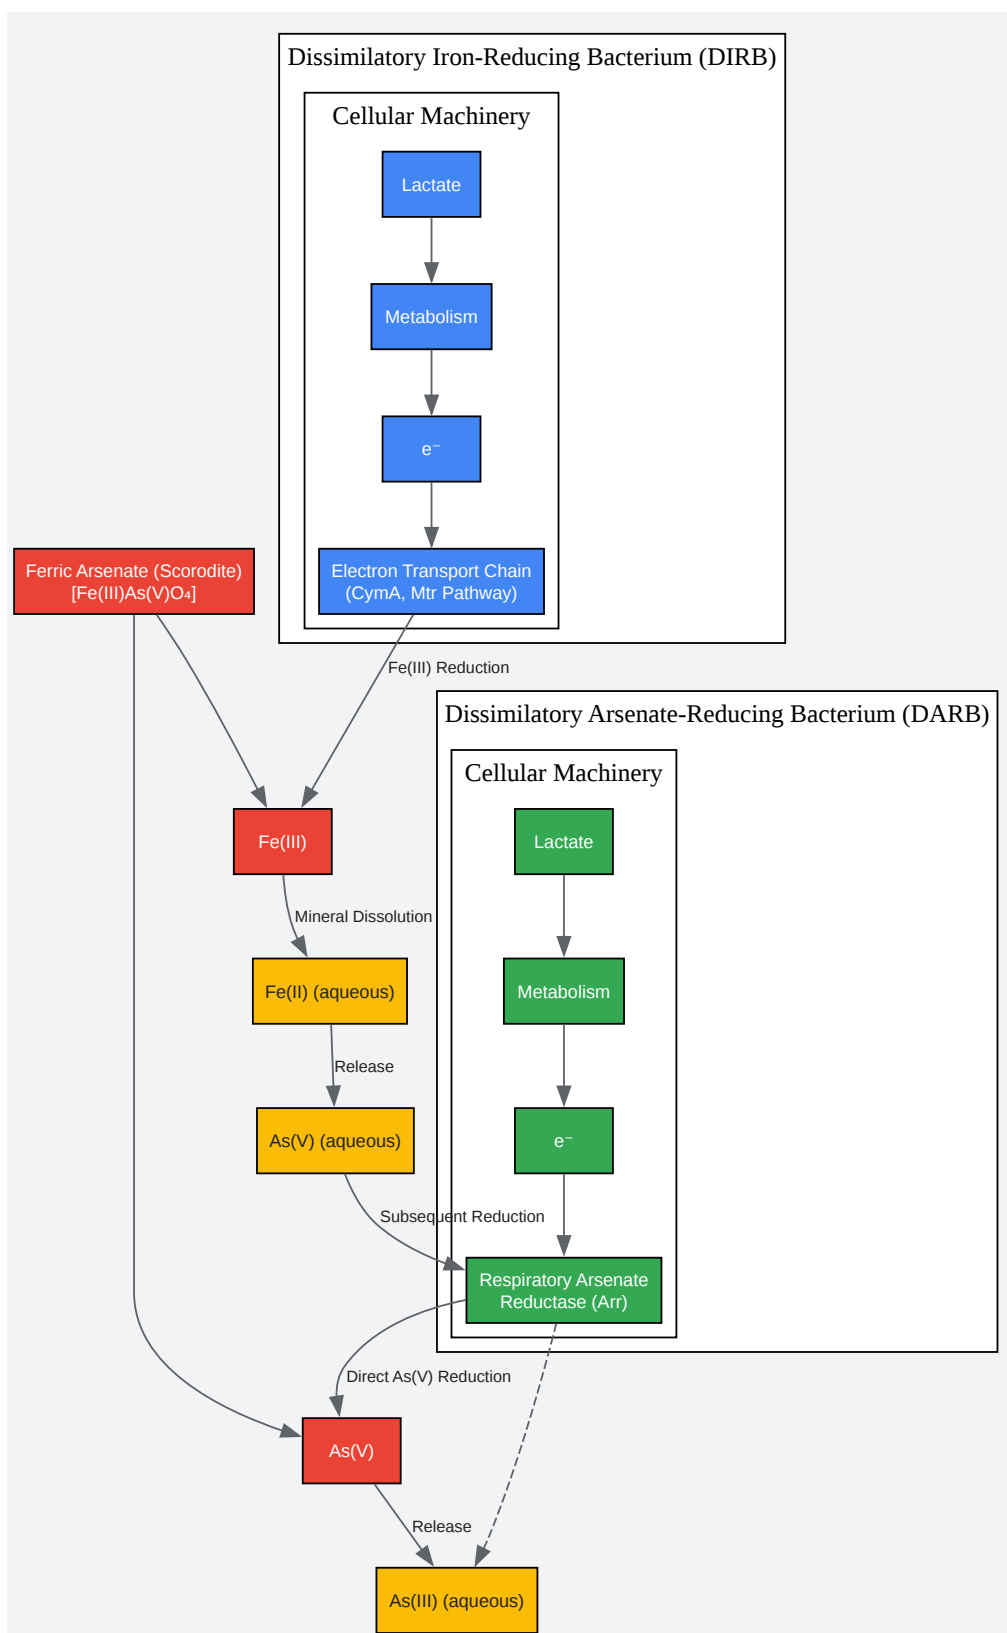 Dissimilatory Iron-Reducing Bacterium (DIRB)
Cellular Machinery
Lactate
Metabolism
e⁻
Ferric Arsenate (Scorodite)
[Fe(III)As(V)O₄]
Electron Transport Chain
(CymA, Mtr Pathway)
Fe(III) Reduction
Dissimilatory Arsenate-Reducing Bacterium (DARB)
Cellular Machinery
Fe(III)
Lactate
Mineral Dissolution
Fe(II) (aqueous)
Metabolism
Release
As(V) (aqueous)
e⁻
Subsequent Reduction
Respiratory Arsenate
Reductase (Arr)
Direct As(V) Reduction
As(V)
Release
As(III) (aqueous)